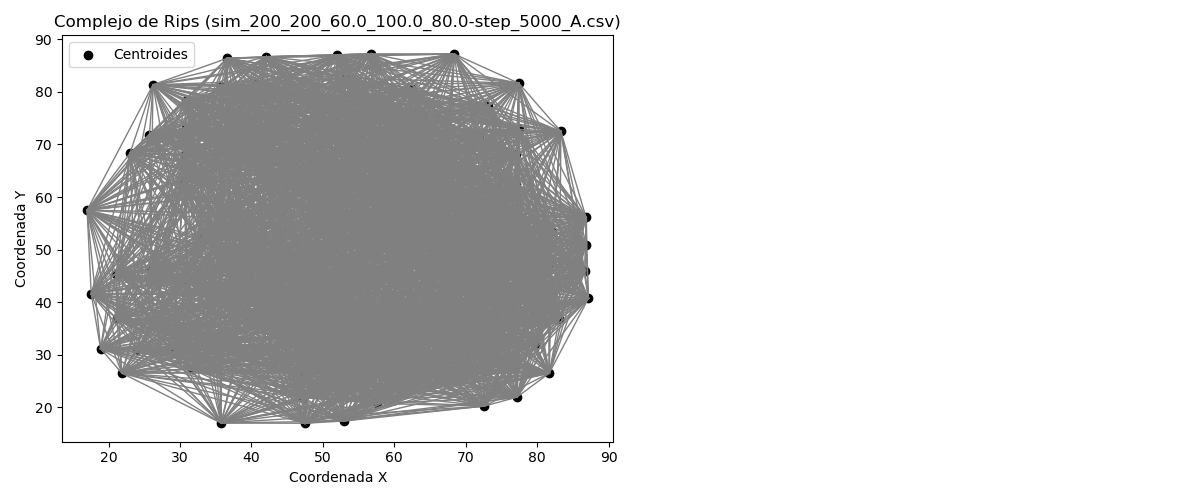 Complejo de Rips (sim_200_200_60.0_100.0_80.0-step_5000_A.csv)
Centroides
90
80
70
60
50
40
30
20
Coordenada Y
20 30 40 50 60 70 80 90
Coordenada X